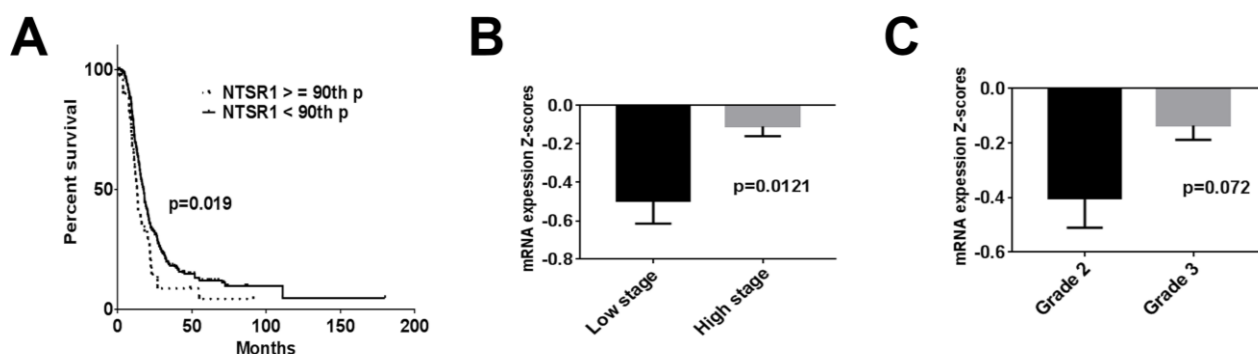 A
Percent survival
100
50
0
NTSR1 > = 90th p
NTSR1 < 90th p
p=0.019
0 50 100 150 200
Months
B
mRNA expession Z-scores
0.0
-0.2
-0.4
-0.6
-0.8
p=0.0121
Low stage
High stage
C
mRNA expession Z-scores
0.0
-0.2
-0.4
-0.6
p=0.072
Grade 2
Grade 3